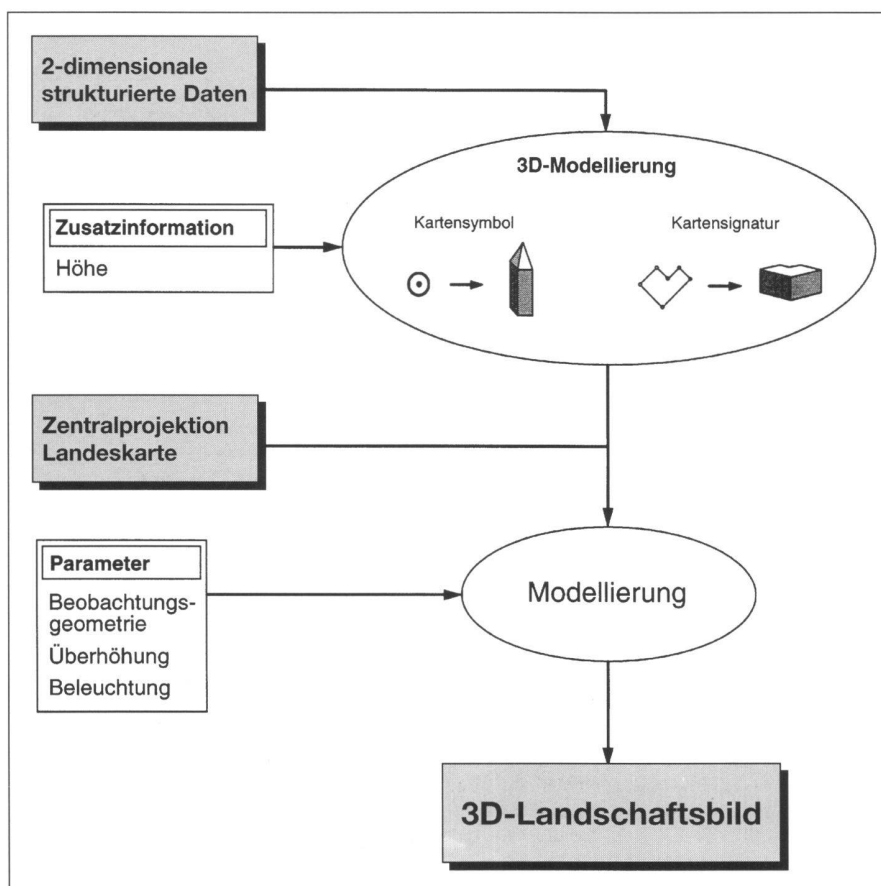 2-dimensionale
strukturierte Daten
3D-Modellierung
Kartensymbol
Kartensignatur
Zusatzinformation
Höhe
Zentralprojektion
Landeskarte
Parameter
Beobachtungs-
geometrie
Überhöhung
Beleuchtung
Modellierung
3D-Landschaftsbild